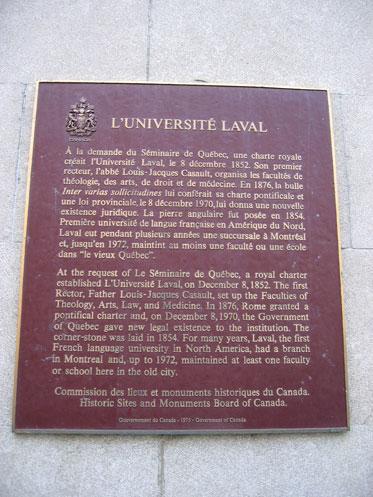 L'UNIVERSITÉ LAVAL
À la demande du Séminaire de Québec, une charte royale
créait l'Université Laval, le 8 décembre 1852. Son premier
recteur, l'abbé Louis-Jacques Casault, organisa les facultés de
théologie, des arts, de droit et de médecine. En 1876, la bulle
Inter varias sollicitudines lui conférait sa charte pontificale et
une loi provinciale, le 8 décembre 1970, lui donna une nouvelle
existence juridique. La pierre angulaire fut posée en 1854.
Première université de langue française en Amérique du Nord,
Laval eut pendant plusieurs années une succursale à Montréal
et, jusqu'en 1972, maintint au moins une faculté ou une école
dans "le vieux Québec".
At the request of Le Séminaire de Québec, a royal charter
established L'Université Laval, on December 8, 1852. The first
Rector, Father Louis-Jacques Casault, set up the Faculties of
Theology, Arts, Law, and Medicine. In 1876, Rome granted a
pontifical charter and, on December 8, 1970, the Government
of Quebec gave new legal existence to the institution. The
corner-stone was laid in 1854. For many years, Laval, the first
French language university in North America, had a branch
in Montreal and, up to 1972, maintained at least one faculty
or school here in the old city.
Commission des lieux et monuments historiques du Canada.
Historic Sites and Monuments Board of Canada.
Gouvernement du Canada - 1975 - Government of Canada